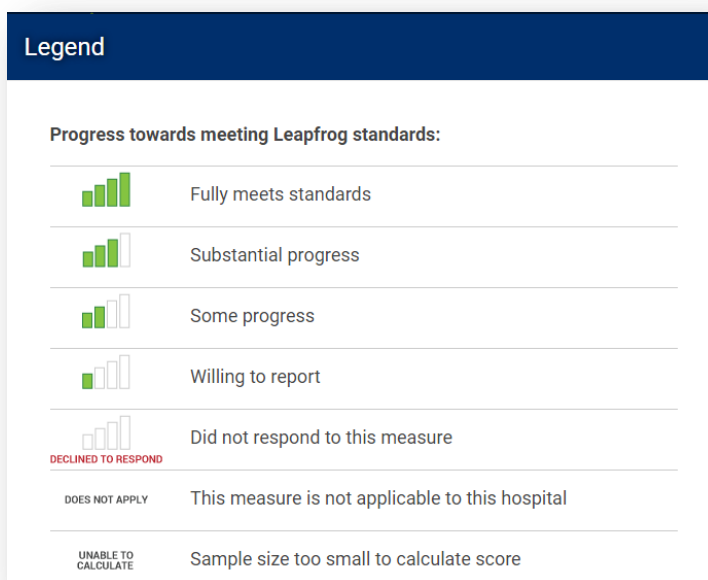 Legend
Progress towards meeting Leapfrog standards:
Fully meets standards
Substantial progress
Some progress
Willing to report
DECLINED TO RESPOND Did not respond to this measure
DOES NOT APPLY This measure is not applicable to this hospital
UNABLE TO
CALCULATE
Sample size too small to calculate score